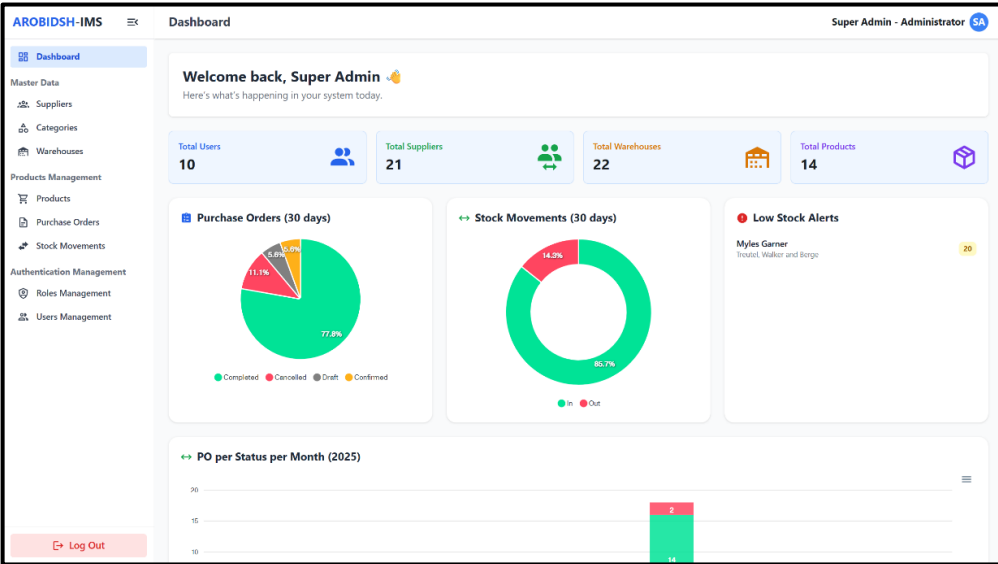 AROBIDSH-IMS
Dashboard
Super Admin - Administrator SA
Dashboard
Master Data
Suppliers
Categories
Warehouses
Products Management
Products
Purchase Orders
Stock Movements
Authentication Management
Roles Management
Users Management
Log Out
Welcome back, Super Admin 👋
Here's what's happening in your system today.
Total Users
10
Total Suppliers
21
Total Warehouses
22
Total Products
14
Purchase Orders (30 days)
5.6%
5.6%
11.1%
77.8%
Completed Cancelled Draft Confirmed
Stock Movements (30 days)
14.3%
85.7%
In Out
Low Stock Alerts
Myles Garner
Treutel, Walker and Berge
20
PO per Status per Month (2025)
20
15
10
2
14